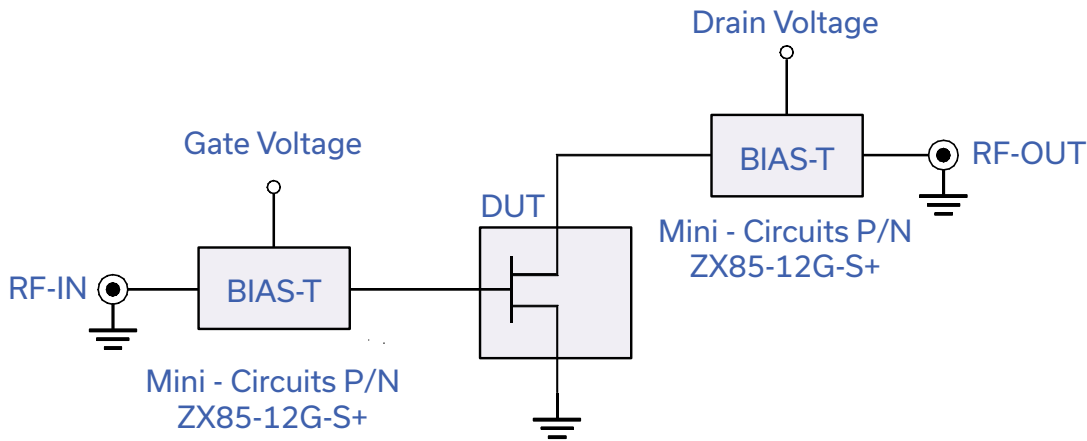 Drain Voltage
Gate Voltage
BIAS-T
RF-OUT
DUT
Mini - Circuits P/N
ZX85-12G-S+
RF-IN
BIAS-T
Mini - Circuits P/N
ZX85-12G-S+